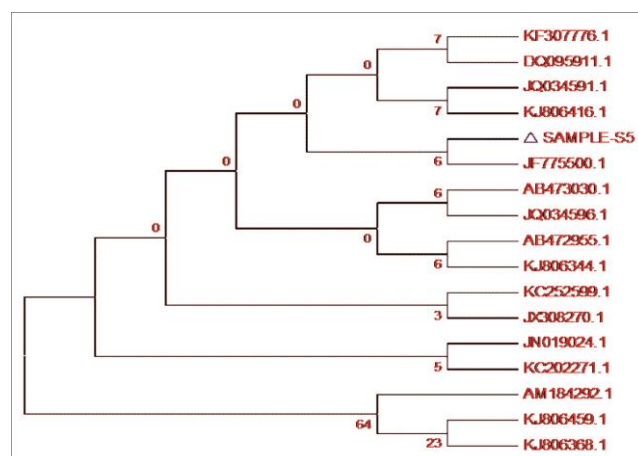 KF307776.1
7
DQ095911.1
0
JQ034591.1
0
KJ806416.1
7
△ SAMPLE-S5
0
JF775500.1
6
AB473030.1
6
JQ034596.1
0
0
AB472955.1
KJ806344.1
6
KC252599.1
JX308270.1
3
JN019024.1
KC202271.1
5
AM184292.1
64
KJ806459.1
23
KJ806368.1